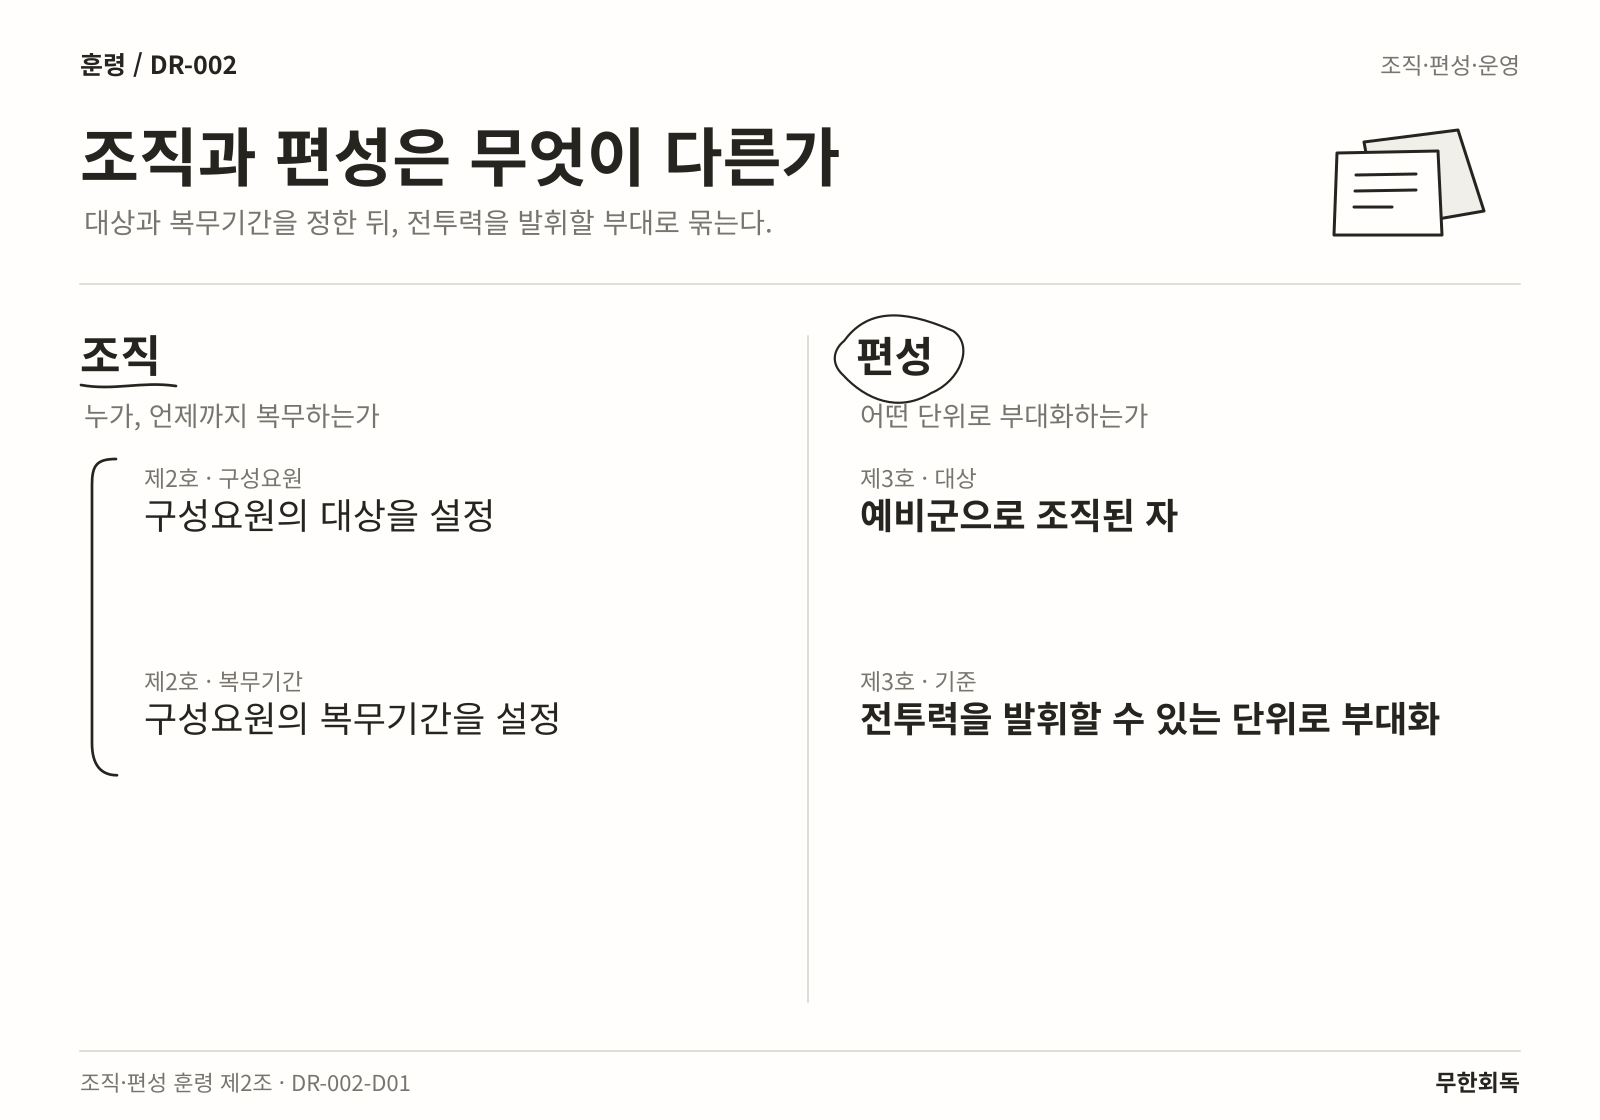 훈령 / DR-002
조직·편성·운영
조직과 편성은 무엇이 다른가
대상과 복무기간을 정한 뒤, 전투력을 발휘할 부대로 묶는다.
조직
누가, 언제까지 복무하는가
제2호 · 구성요원
구성요원의 대상을 설정
제2호 · 복무기간
구성요원의 복무기간을 설정
편성
어떤 단위로 부대화하는가
제3호 · 대상
예비군으로 조직된 자
제3호 · 기준
전투력을 발휘할 수 있는 단위로 부대화
조직·편성 훈령 제2조 · DR-002-D01
무한회독